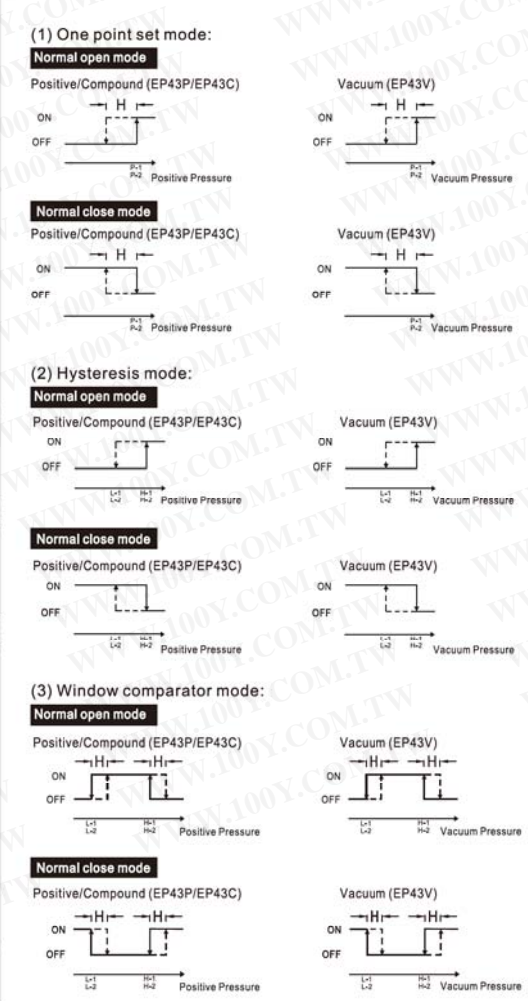 (1) One point set mode:
Normal open mode
Positive/Compound (EP43P/EP43C) Vacuum (EP43V)
H H
ON ON
OFF OFF
P-1 P-1
P-2 Positive Pressure P-2 Vacuum Pressure
Normal close mode
Positive/Compound (EP43P/EP43C) Vacuum (EP43V)
H H
ON ON
OFF OFF
P-1 P-1
P-2 Positive Pressure P-2 Vacuum Pressure
(2) Hysteresis mode:
Normal open mode
Positive/Compound (EP43P/EP43C) Vacuum (EP43V)
ON ON
OFF OFF
L-1 H-1 L-1 H-1
L-2 H-2 Positive Pressure L-2 H-2 Vacuum Pressure
Normal close mode
Positive/Compound (EP43P/EP43C) Vacuum (EP43V)
ON ON
OFF OFF
L-1 H-1 L-1 H-1
L-2 H-2 Positive Pressure L-2 H-2 Vacuum Pressure
(3) Window comparator mode:
Normal open mode
Positive/Compound (EP43P/EP43C) Vacuum (EP43V)
H H H H
ON ON
OFF OFF
L-1 H-1 L-1 H-1
L-2 H-2 Positive Pressure L-2 H-2 Vacuum Pressure
Normal close mode
Positive/Compound (EP43P/EP43C) Vacuum (EP43V)
H H H H
ON ON
OFF OFF
L-1 H-1 L-1 H-1
L-2 H-2 Positive Pressure L-2 H-2 Vacuum Pressure
WWW.100Y.COM.TW